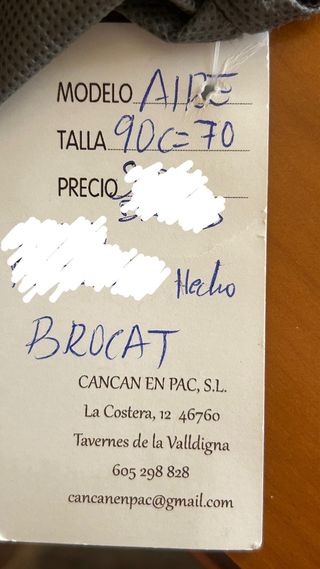 MODELO AIRE
TALLA 90C=70
PRECIO
Hecho
BROCAT
CANCAN EN PAC, S.L.
La Costera, 12 46760
Tavernes de la Valldigna
605 298 828
cancanenpac@gmail.com